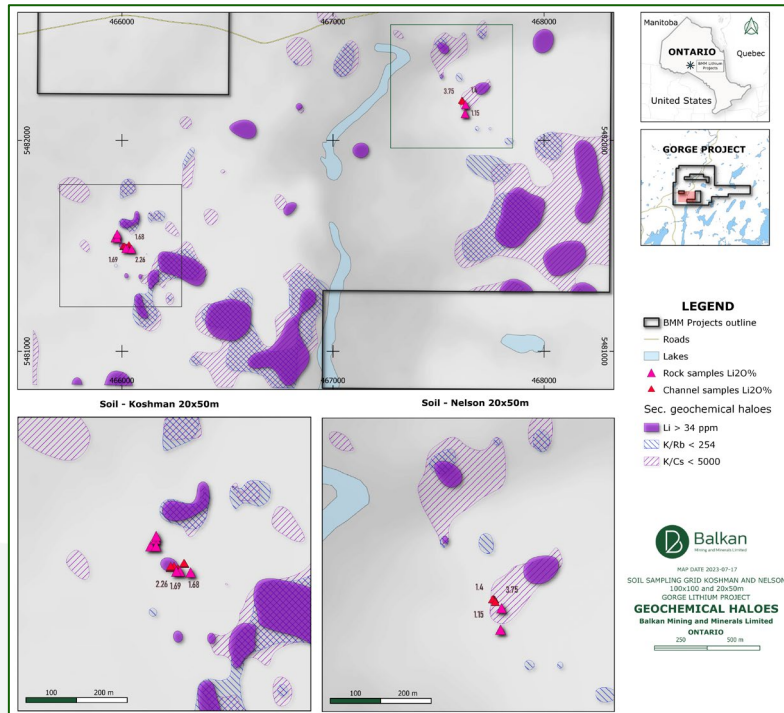 466000
467000
468000
5482000
5482000
3.75
1.4
1.15
1.68
1.69
2.26
5481000
5481000
466000
467000
468000
Soil - Koshman 20x50m
Soil - Nelson 20x50m
2.26
1.69
1.68
100
200 m
1.4
3.75
1.15
100
200 m
Manitoba
ONTARIO
Quebec
BMM Lithium
Projects
United States
GORGE PROJECT
LEGEND
BMM Projects outline
Roads
Lakes
Rock samples Li2O%
Channel samples Li2O%
Sec. geochemical haloes
Li > 34 ppm
K/Rb < 254
K/Cs < 5000
Balkan
Mining and Minerals Limited
MAP DATE 2023-07-17
SOIL SAMPLING GRID KOSHMAN AND NELSON
100x100 and 20x50m
GORGE LITHIUM PROJECT
GEOCHEMICAL HALOES
Balkan Mining and Minerals Limited
ONTARIO
250
500 m